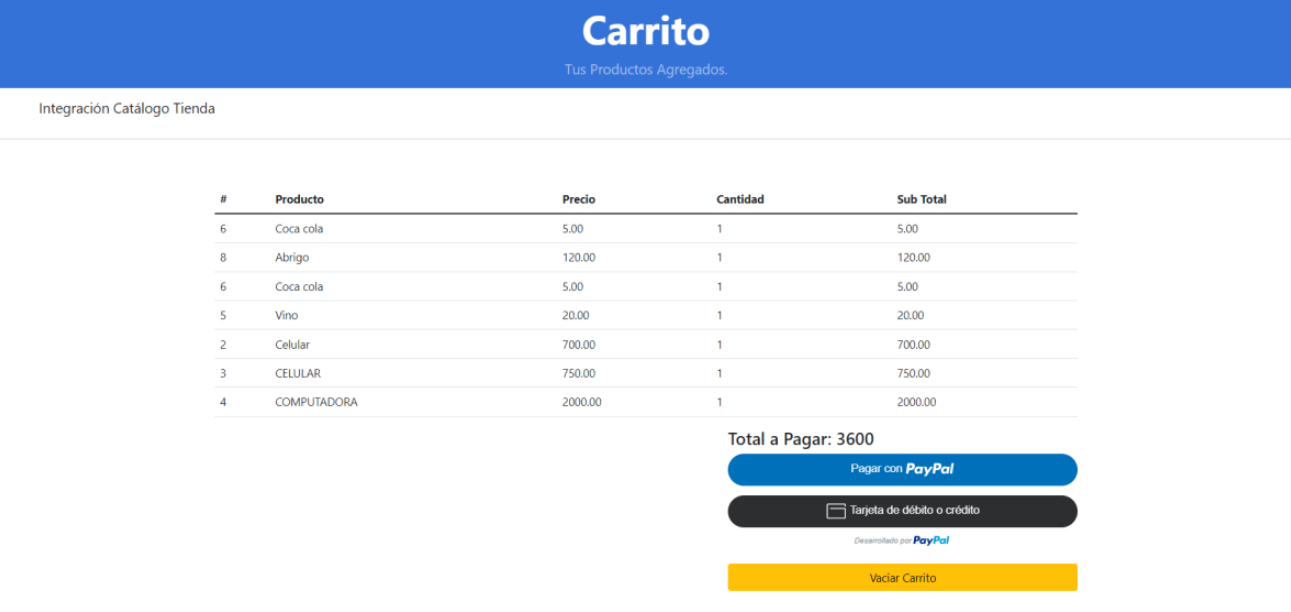 Carrito
Tus Productos Agregados.
Integración Catálogo Tienda
# Producto Precio Cantidad Sub Total
6 Coca cola 5.00 1 5.00
8 Abrigo 120.00 1 120.00
6 Coca cola 5.00 1 5.00
5 Vino 20.00 1 20.00
2 Celular 700.00 1 700.00
3 CELULAR 750.00 1 750.00
4 COMPUTADORA 2000.00 1 2000.00
Total a Pagar: 3600
Pagar con PayPal
Tarjeta de débito o crédito
Desarrollado por PayPal
Vaciar Carrito